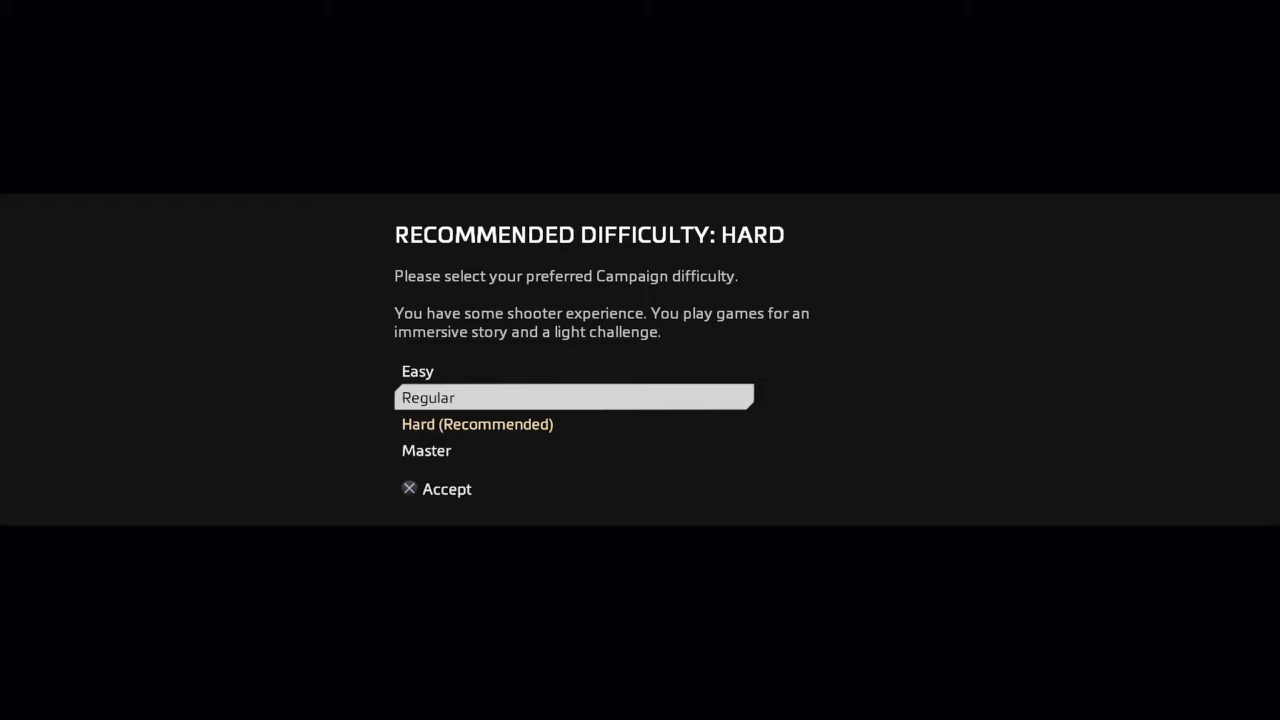 RECOMMENDED DIFFICULTY: HARD
Please select your preferred Campaign difficulty.
You have some shooter experience. You play games for an
immersive story and a light challenge.
Easy
Regular
Hard (Recommended)
Master
Accept